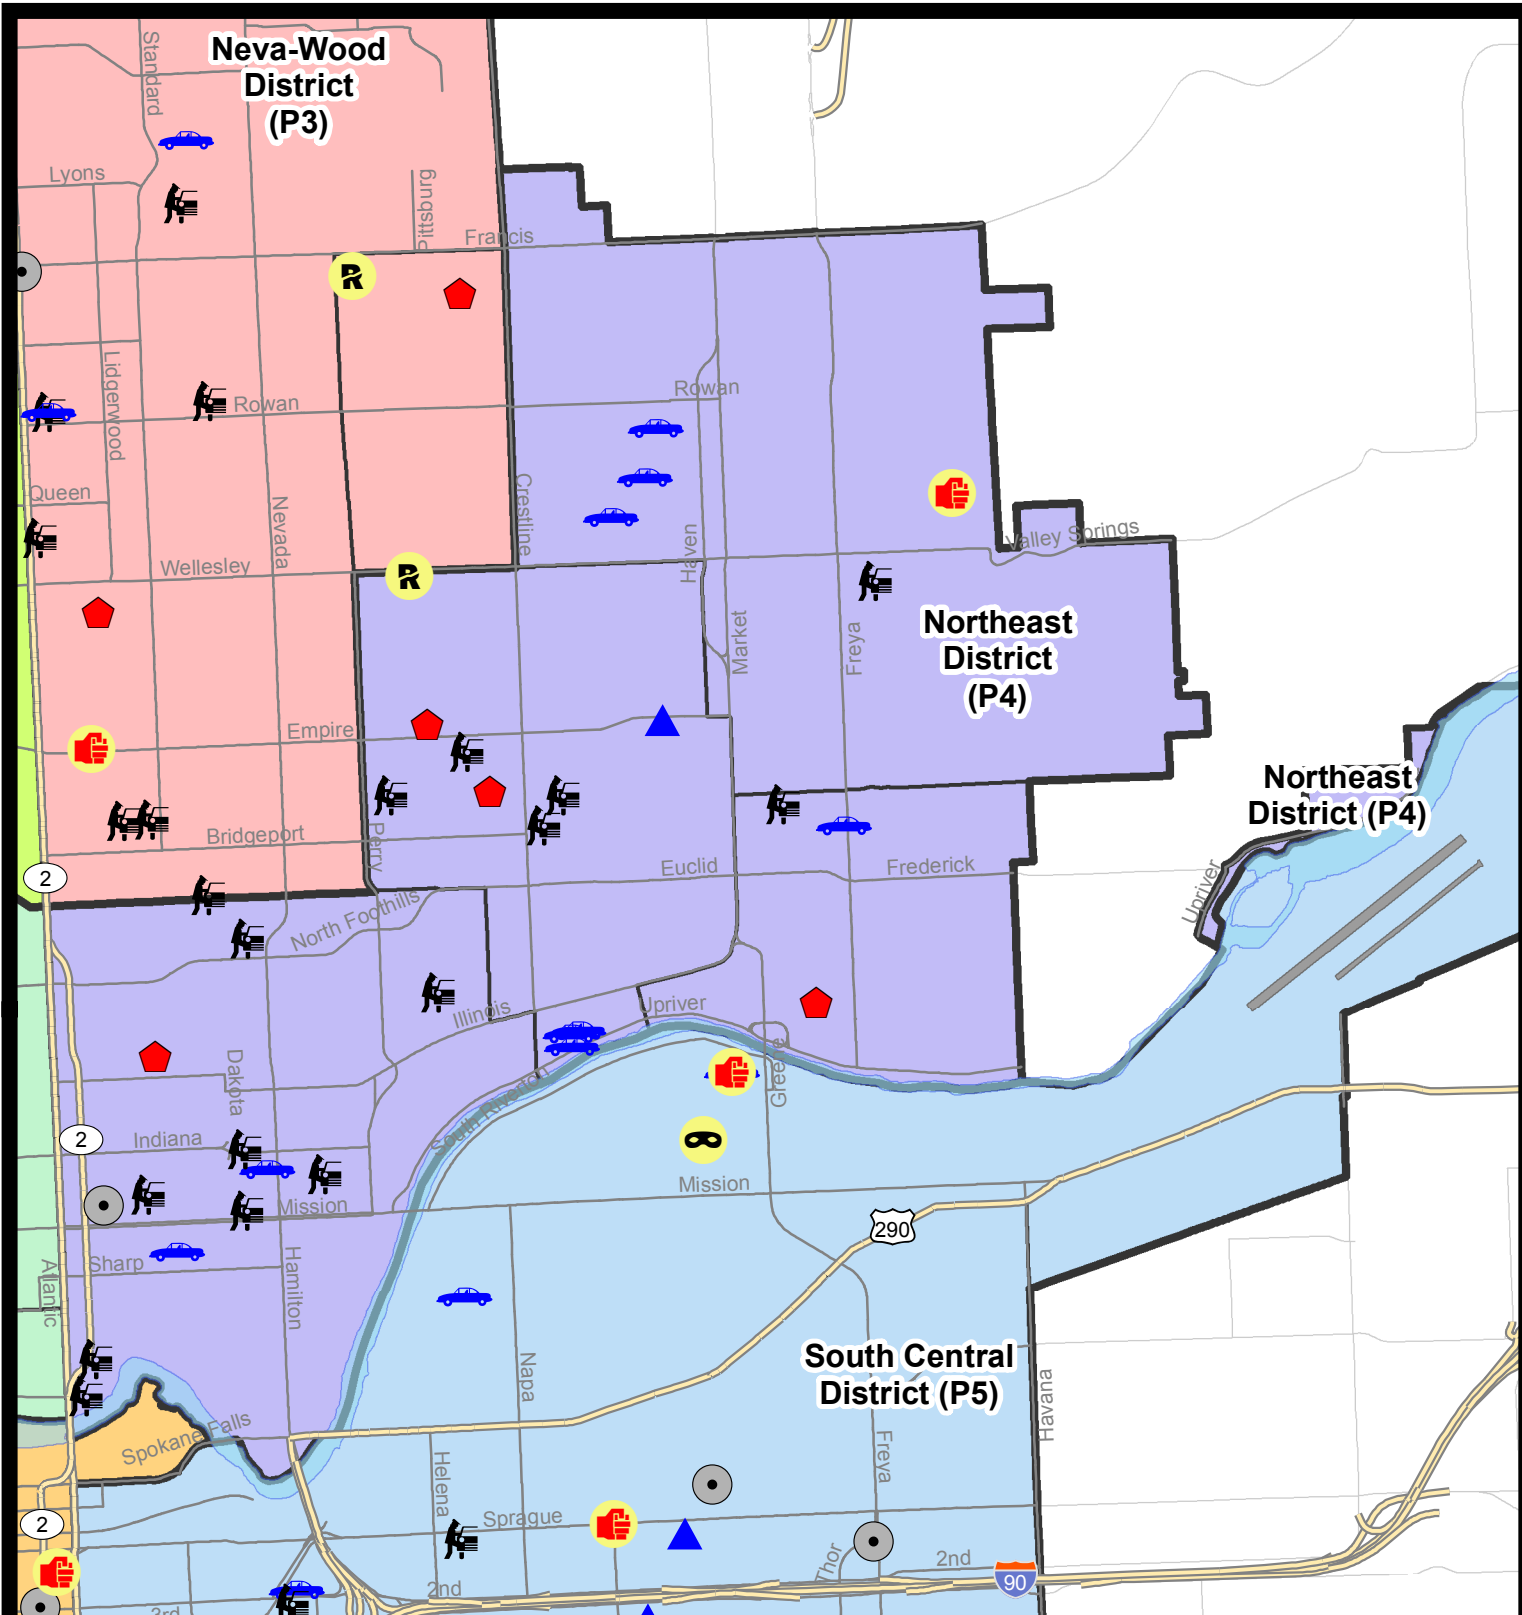 Neva-Wood
District
(P3)
Standard
Lyons
Pittsburg
Francis
R
Lidgerwood
Rowan
Rowan
Queen
Nevada
Crestline
Haven
Valley Springs
Wellesley
R
Market
Freya
Northeast
District
(P4)
Empire
Northeast
District (P4)
Bridgeport
Perry
Euclid
Frederick
2
Upriver
North Foothills
Illinois
Upriver
Dakota
Greene
South Riverton
2
Indiana
Mission
Mission
290
Sharp
Atlantic
Hamilton
South Central
District (P5)
Napa
Havana
Spokane Falls
Helena
Freya
Sprague
2
Thor
2nd
90
2nd
3rd